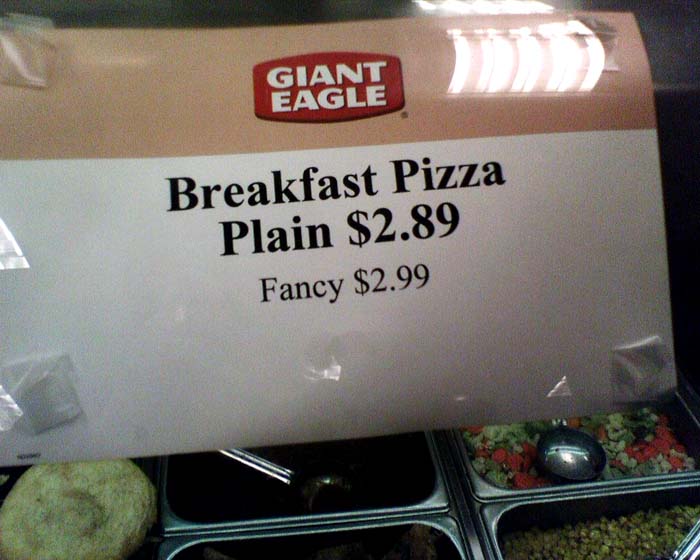 GIANT
EAGLE
Breakfast Pizza
Plain $2.89
Fancy $2.99